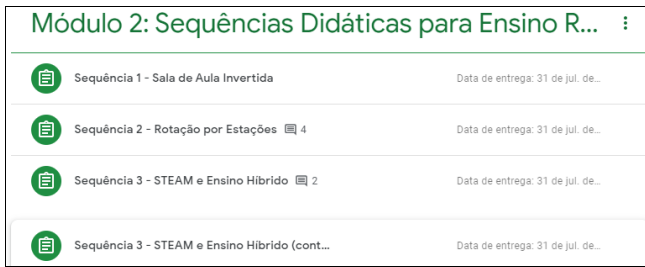 Módulo 2: Sequências Didáticas para Ensino R...
Sequência 1 - Sala de Aula Invertida Data de entrega: 31 de jul. de...
Sequência 2 - Rotação por Estações 4 Data de entrega: 31 de jul. de...
Sequência 3 - STEAM e Ensino Híbrido 2 Data de entrega: 31 de jul. de...
Sequência 3 - STEAM e Ensino Híbrido (cont... Data de entrega: 31 de jul. de...